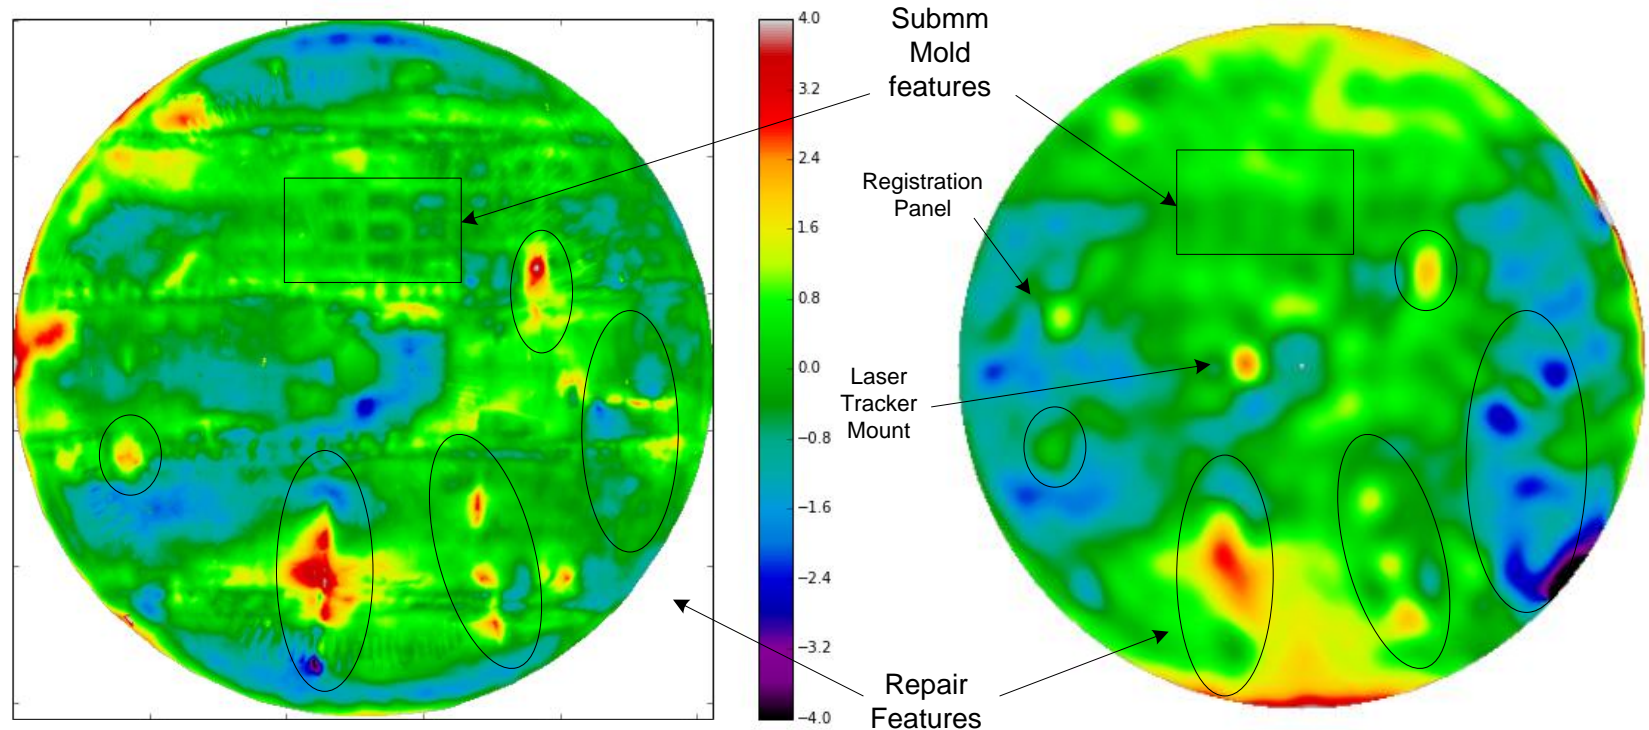 4.0
3.2
2.4
1.6
0.8
0.0
−0.8
−1.6
−2.4
−3.2
−4.0
Submm
Mold
features
Registration
Panel
Laser
Tracker
Mount
Repair
Features